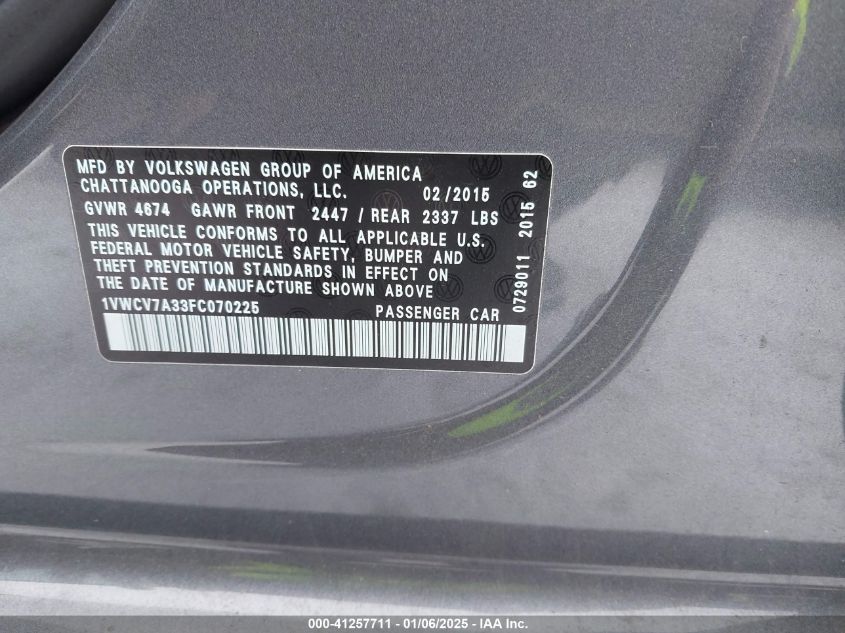 MFD BY VOLKSWAGEN GROUP OF AMERICA
CHATTANOOGA OPERATIONS, LLC. 02/2015
GVWR 4674 GAWR FRONT 2447 / REAR 2337 LBS
THIS VEHICLE CONFORMS TO ALL APPLICABLE U.S.
FEDERAL MOTOR VEHICLE SAFETY, BUMPER AND
THEFT PREVENTION STANDARDS IN EFFECT ON
THE DATE OF MANUFACTURE SHOWN ABOVE
1VWCV7A33FC070225 PASSENGER CAR
0729011 2015 62
000-41257711 - 01/06/2025 - IAA Inc.